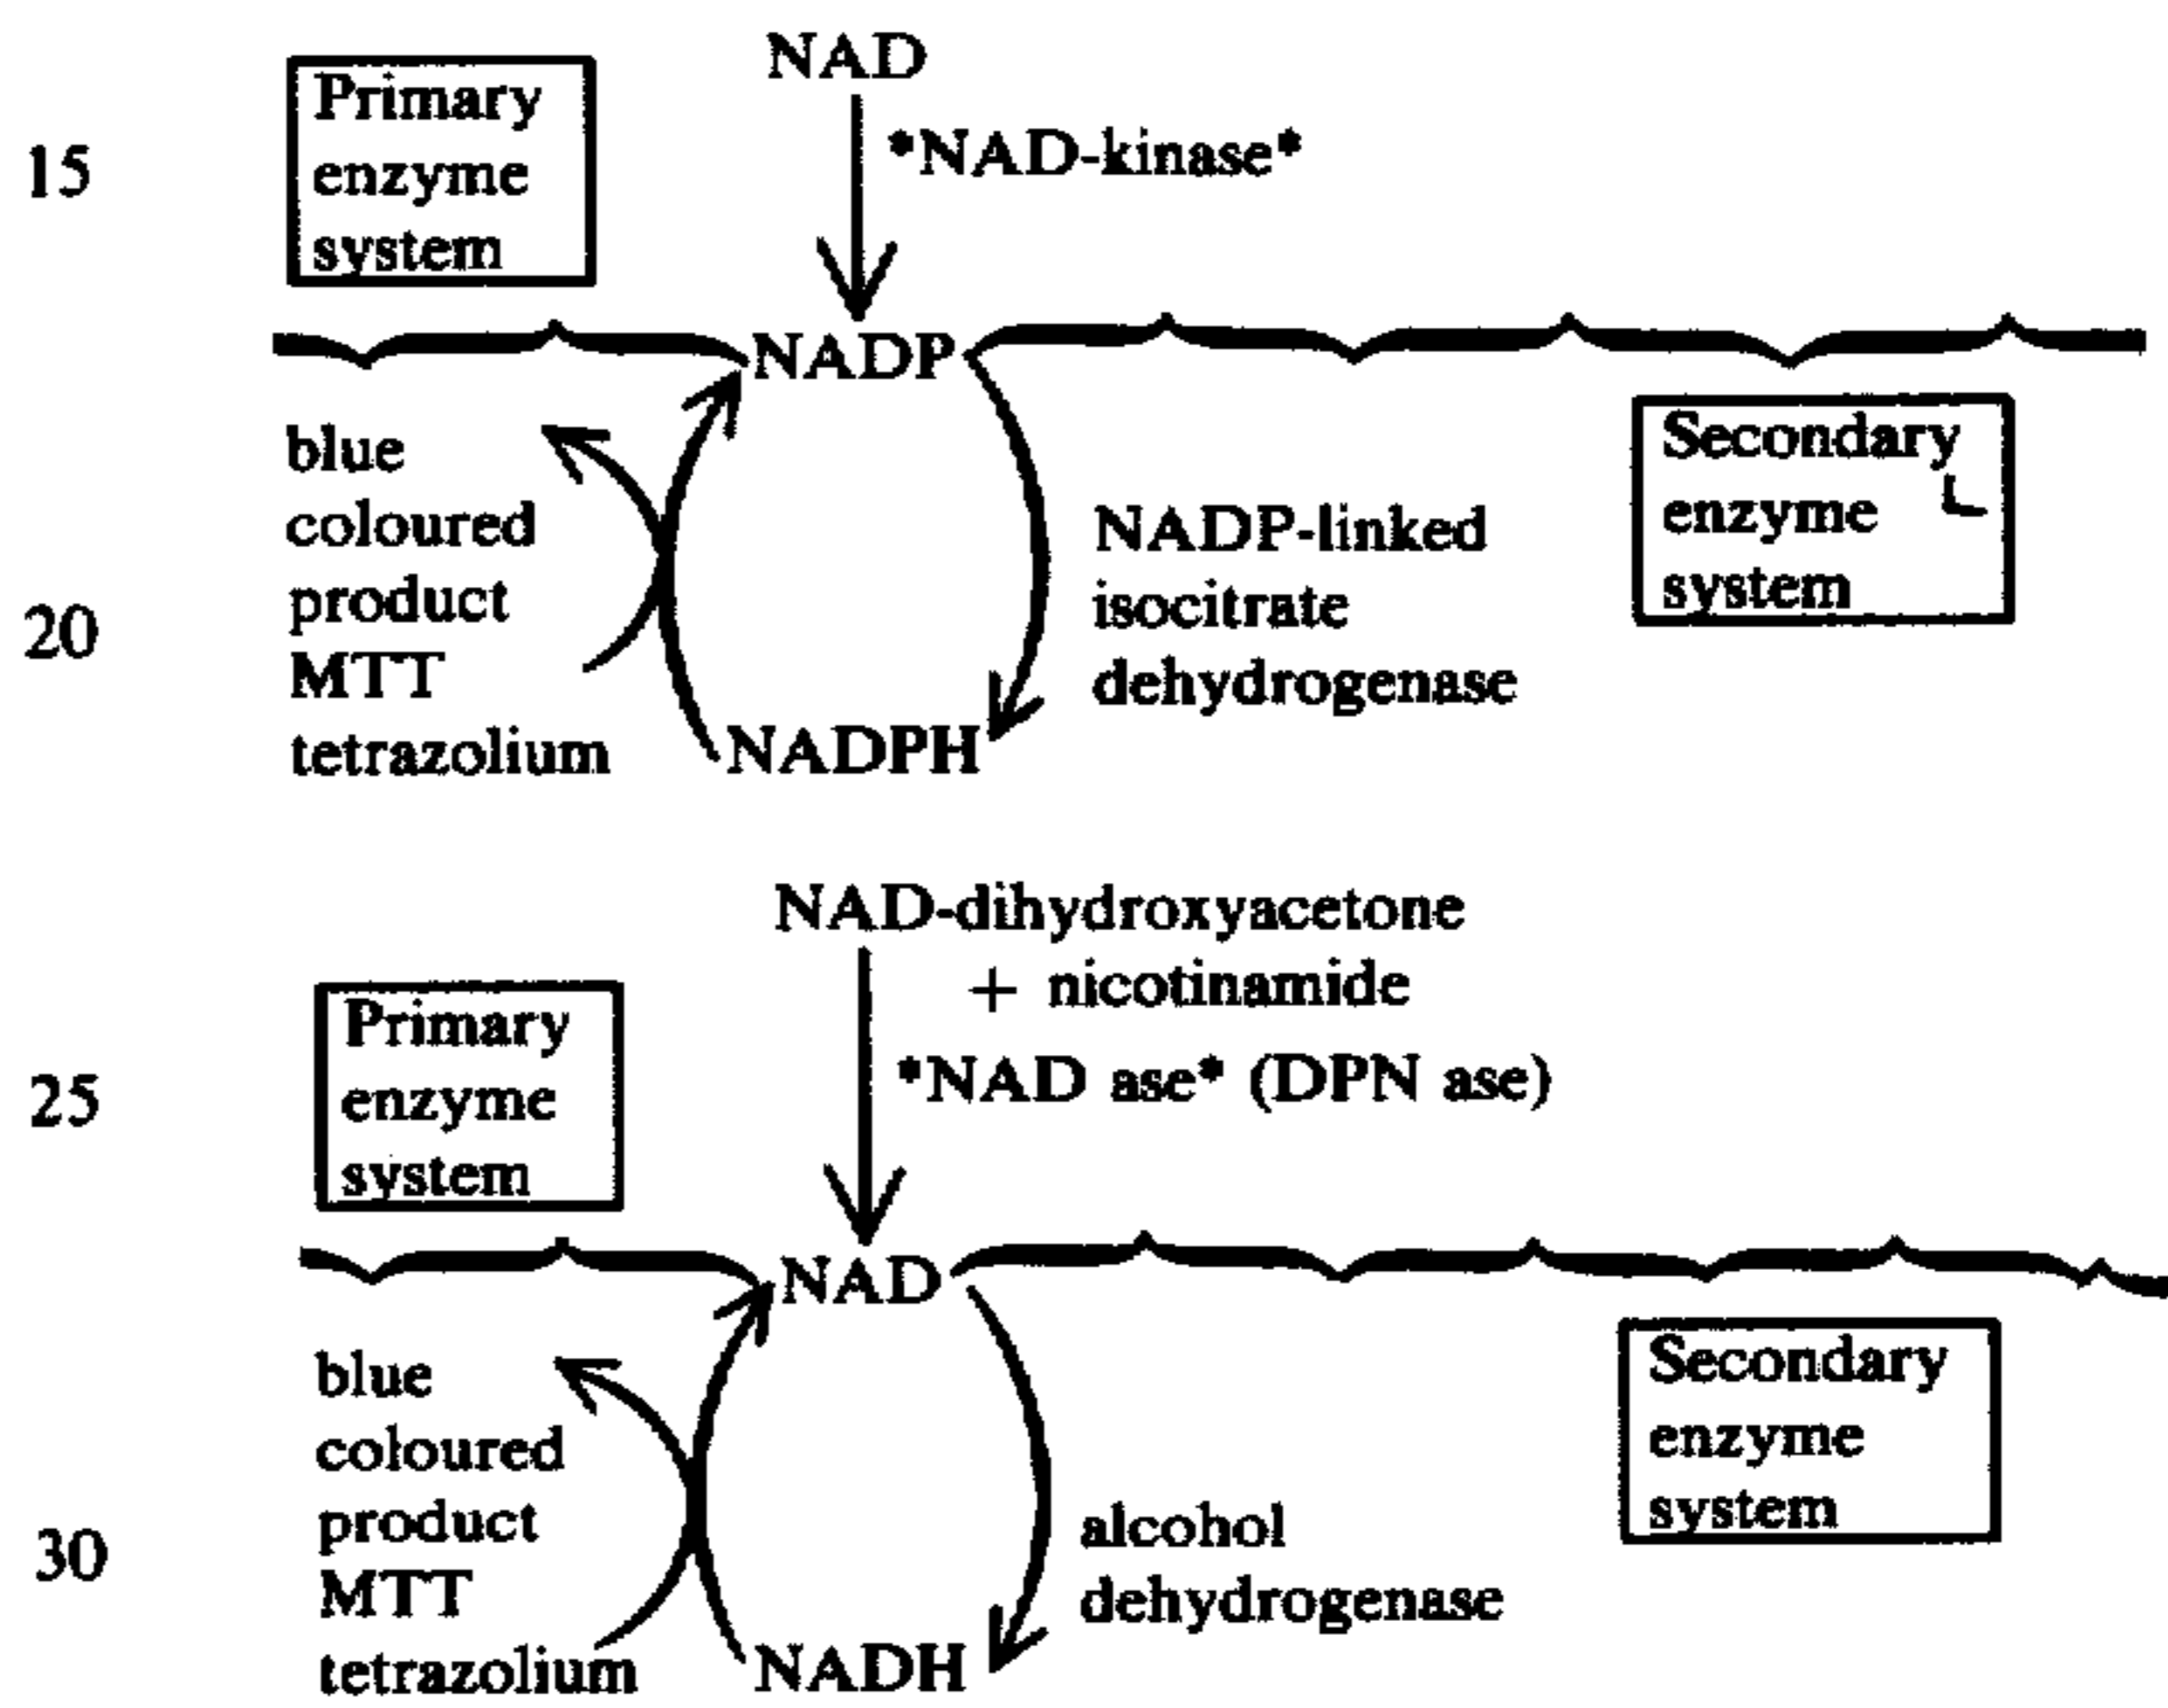 NAD
15
Primary
enzyme
system
*NAD-kinase*
NADP
blue
coloured
product
20
MTT
tetrazolium
NADPH
NADP-linked
isocitrate
dehydrogenase
Secondary
enzyme
system
NAD-dihydroxyacetone
+ nicotinamide
25
Primary
enzyme
system
*NAD ase* (DPN ase)
NAD
blue
coloured
product
30
MTT
tetrazolium
NADH
alcohol
dehydrogenase
Secondary
enzyme
system